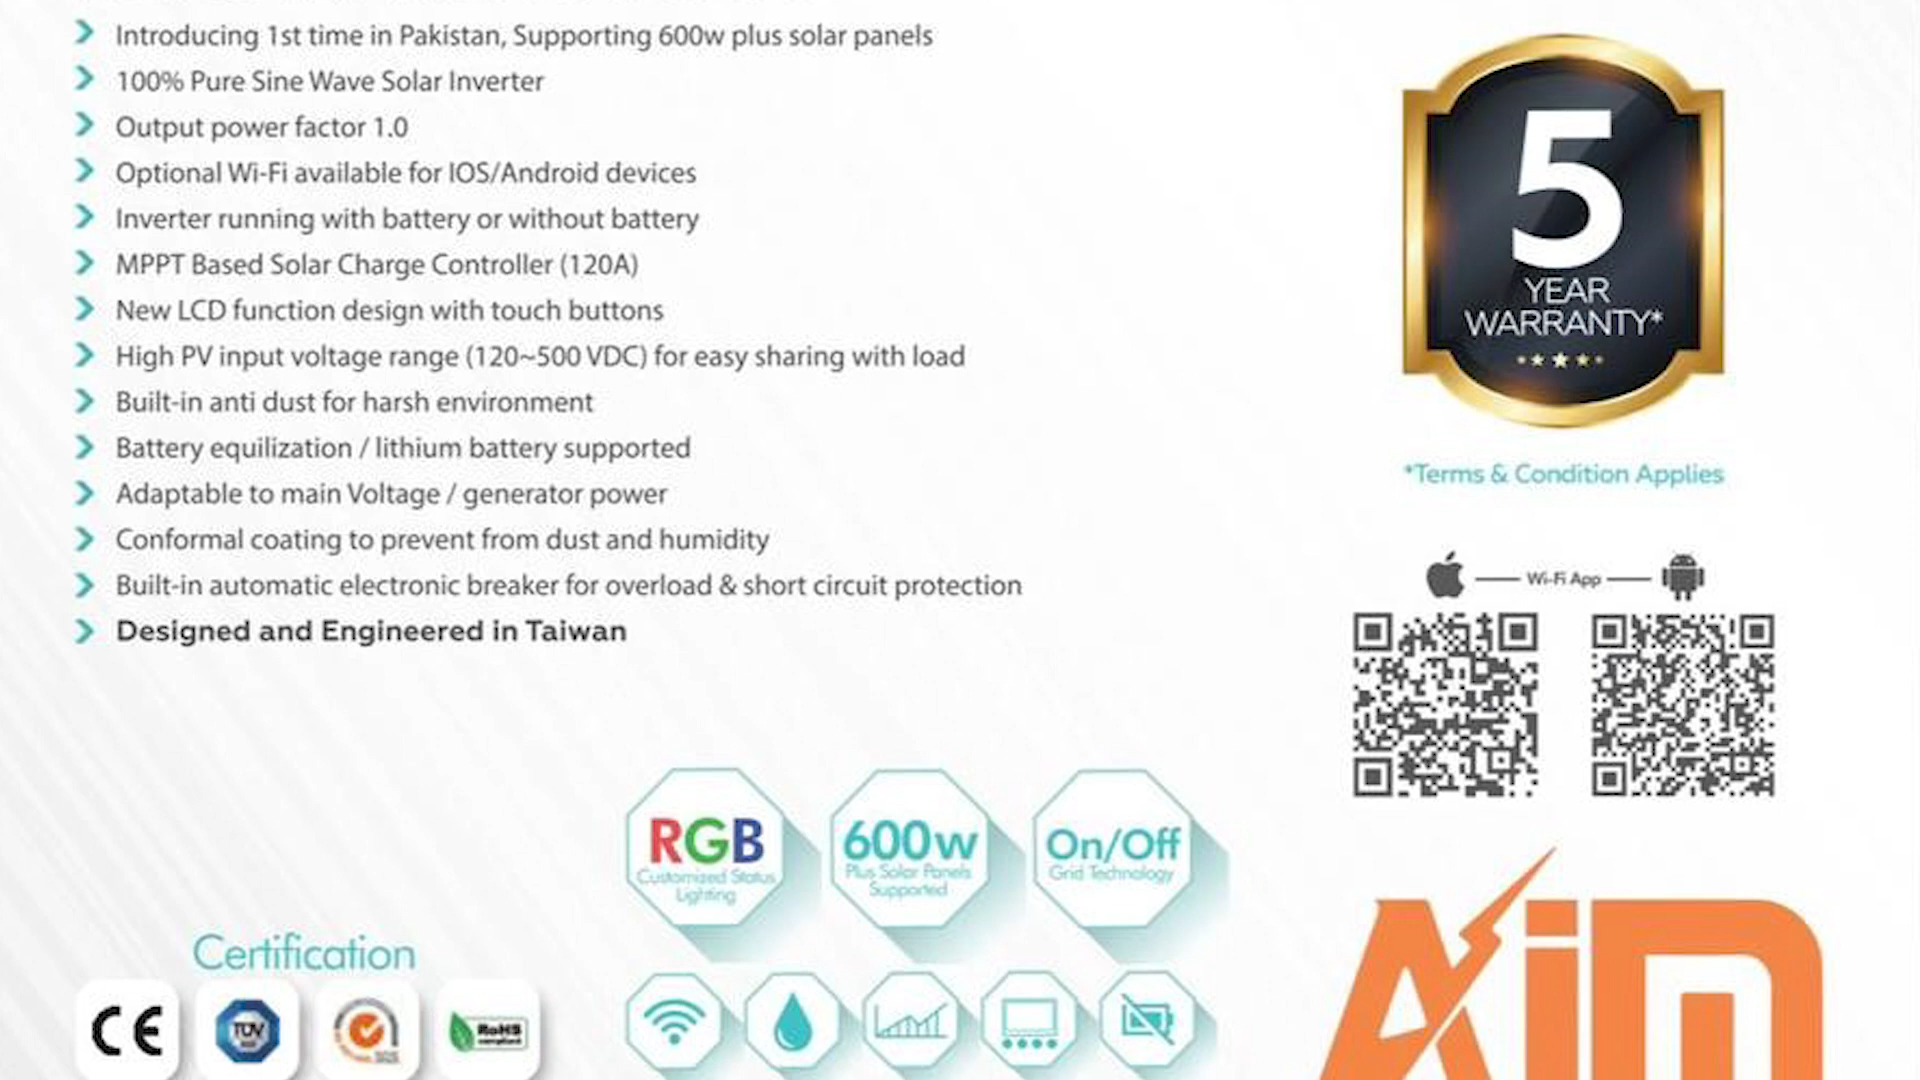 Introducing 1st time in Pakistan, Supporting 600w plus solar panels
100% Pure Sine Wave Solar Inverter
Output power factor 1.0
Optional Wi-Fi available for IOS/Android devices
Inverter running with battery or without battery
MPPT Based Solar Charge Controller (120A)
New LCD function design with touch buttons
High PV input voltage range (120~500 VDC) for easy sharing with load
Built-in anti dust for harsh environment
Battery equilization / lithium battery supported
Adaptable to main Voltage / generator power
Conformal coating to prevent from dust and humidity
Built-in automatic electronic breaker for overload & short circuit protection
Designed and Engineered in Taiwan
5
YEAR
WARRANTY*
*Terms & Condition Applies
Wi-Fi App
RGB
Customized Status
Lighting
600w
Plus Solar Panels
Supported
On/Off
Grid Technology
Certification
CE
TÜV
RoHS
compliant
AiM